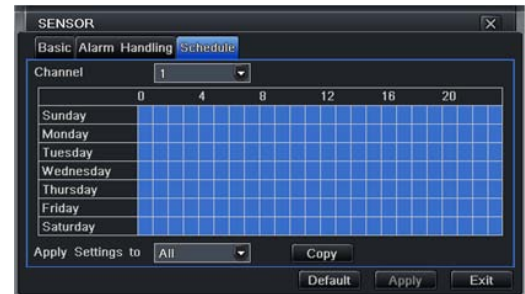 SENSOR
Basic Alarm Handling Schedule
Channel 1
0 4 8 12 16 20
Sunday
Monday
Tuesday
Wednesday
Thursday
Friday
Saturday
Apply Settings to All Copy
Default Apply Exit